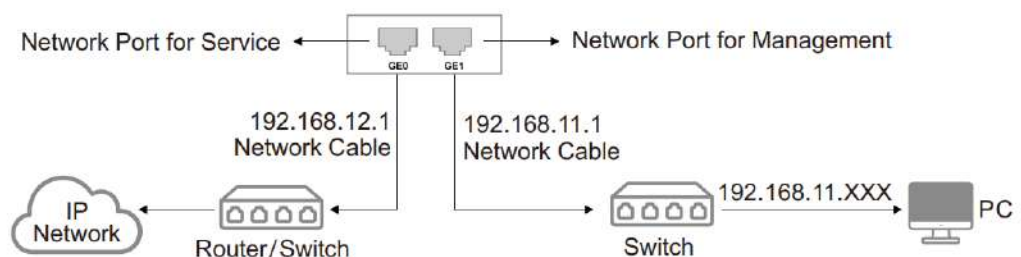 Network Port for Service
Network Port for Management
GE0
GE1
192.168.12.1
Network Cable
192.168.11.1
Network Cable
192.168.11.XXX
IP
Network
Router/Switch
Switch
PC